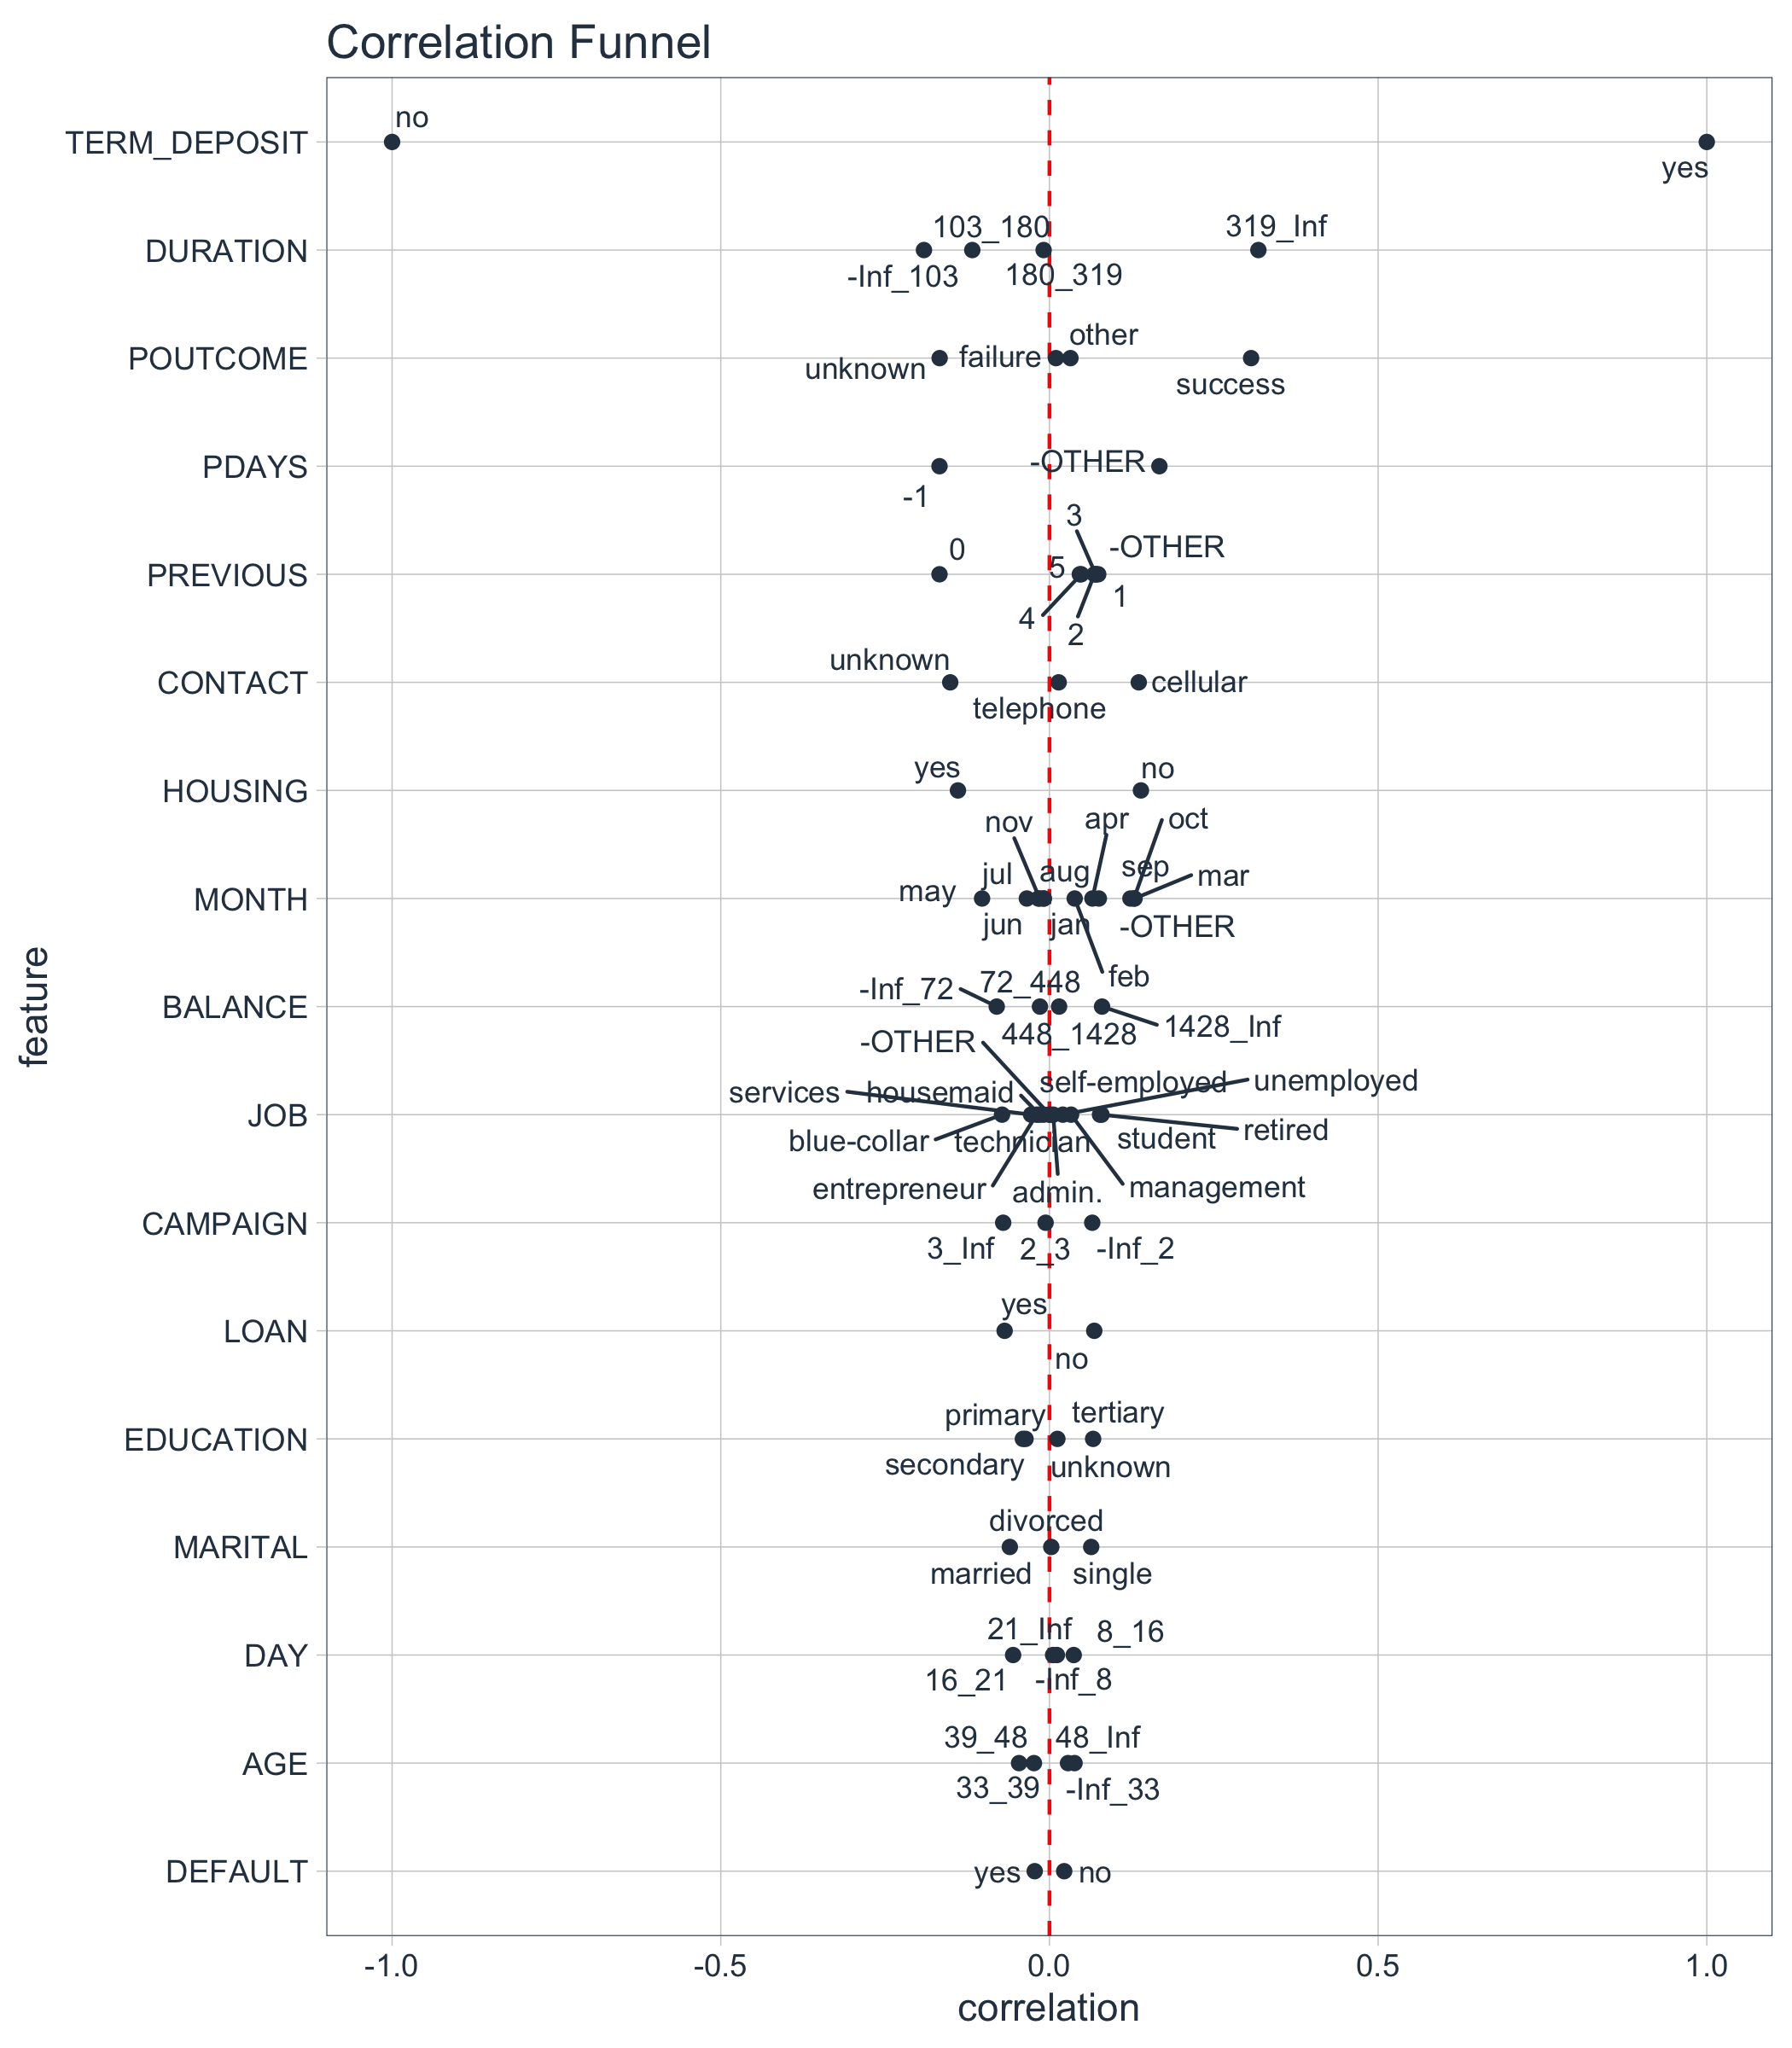 Correlation Funnel
no
TERM_DEPOSIT
yes
103_180
319_Inf
DURATION
-Inf_103
180_319
other
POUTCOME
failure
unknown
success
-OTHER
PDAYS
-1
3
0
-OTHER
PREVIOUS
5
1
4
2
unknown
CONTACT
cellular
telephone
yes
no
HOUSING
nov
apr
oct
jul
aug
sep
mar
may
MONTH
jun
jan
-OTHER
feb
-Inf_72
72_448
BALANCE
448_1428
1428_Inf
-OTHER
services
housemaid
self-employed
unemployed
JOB
blue-collar
technician
student
retired
entrepreneur
admin.
management
CAMPAIGN
3_Inf
2_3
-Inf_2
yes
LOAN
no
primary
tertiary
EDUCATION
secondary
unknown
divorced
MARITAL
married
single
21_Inf
8_16
DAY
16_21
-Inf_8
39_48
48_Inf
AGE
33_39
-Inf_33
DEFAULT
yes
no
feature
-1.0
-0.5
0.0
0.5
1.0
correlation